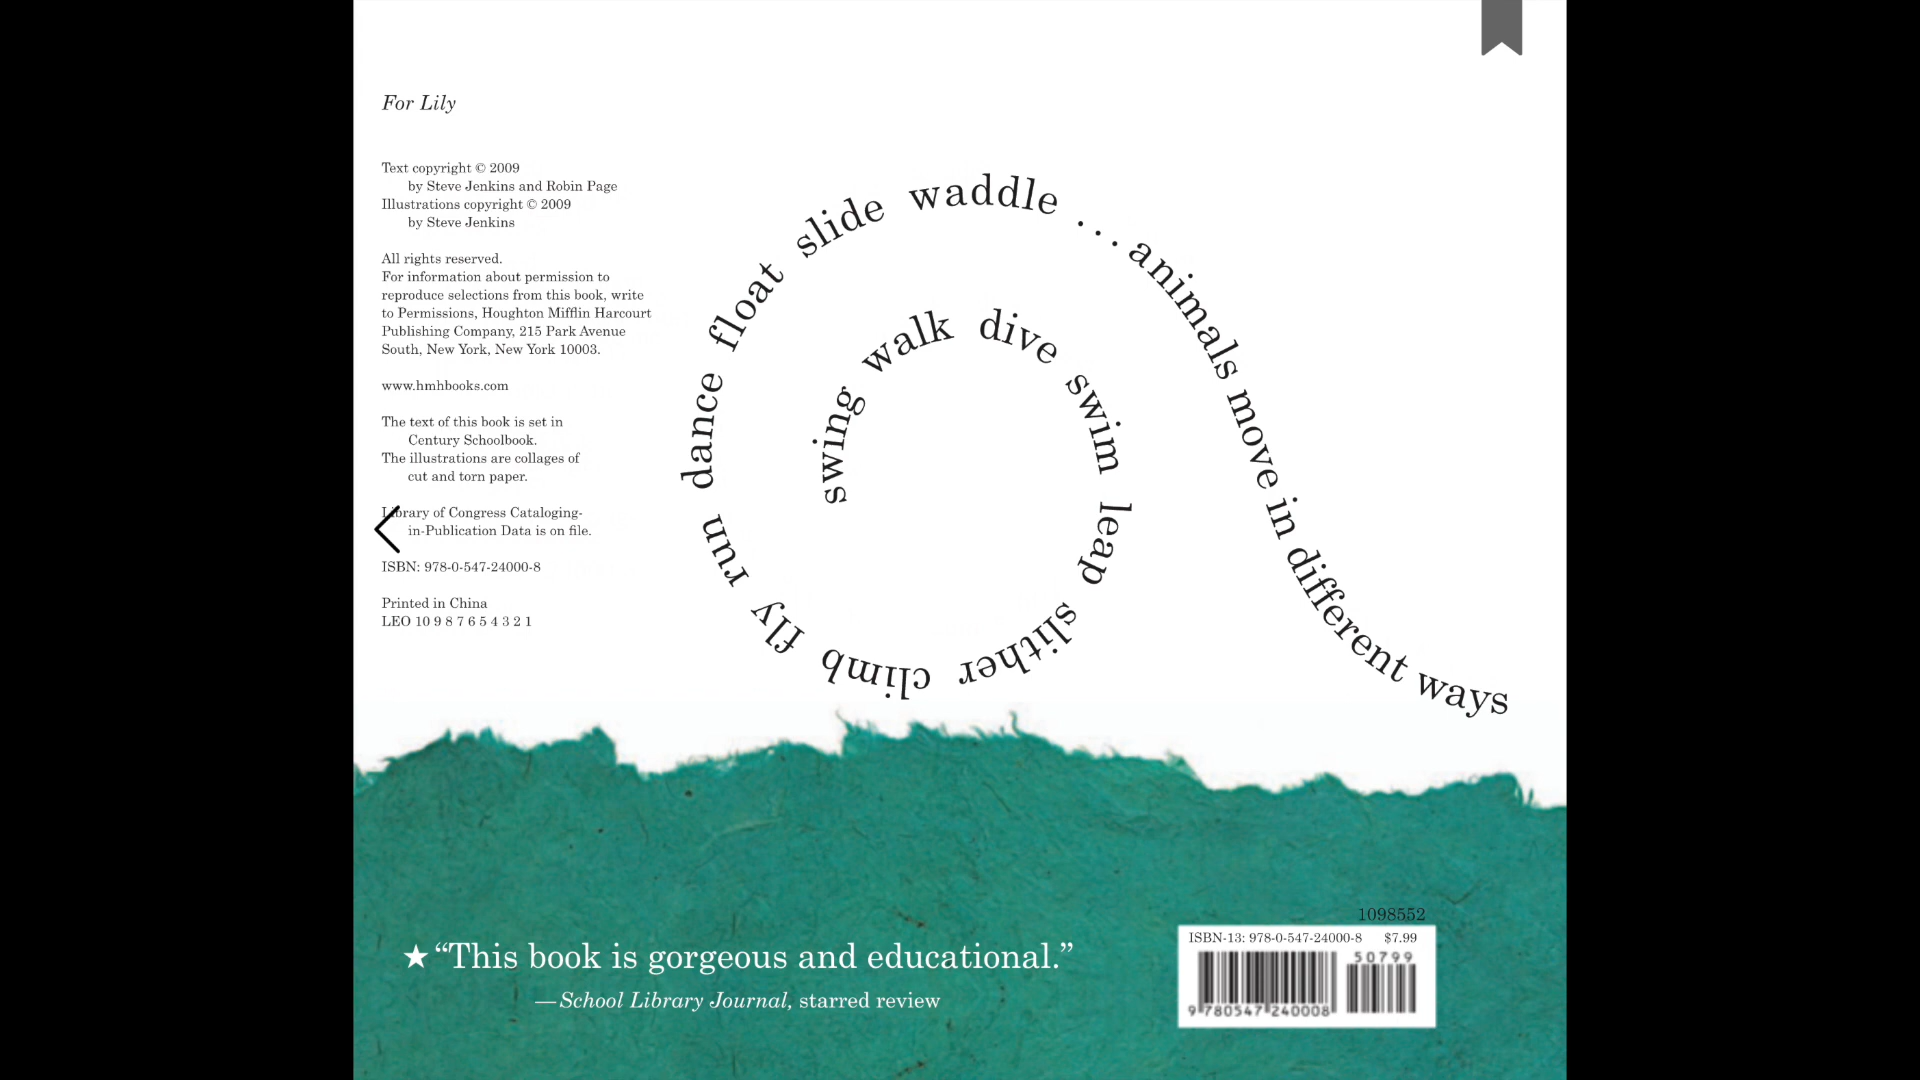 For Lily
Text copyright © 2009
by Steve Jenkins and Robin Page
Illustrations copyright © 2009
by Steve Jenkins
All rights reserved.
For information about permission to
reproduce selections from this book, write
to Permissions, Houghton Mifflin Harcourt
Publishing Company, 215 Park Avenue
South, New York, New York 10003.
www.hmhbooks.com
The text of this book is set in
Century Schoolbook.
The illustrations are collages of
cut and torn paper.
Library of Congress Cataloging-
in-Publication Data is on file.
ISBN: 978-0-547-24000-8
Printed in China
LEO 10 9 8 7 6 5 4 3 2 1
swing walk dive swim leap slither climb fly run dance float slide waddle . . . animals move in different ways
★ “This book is gorgeous and educational.”
—School Library Journal, starred review
1098552
ISBN-13: 978-0-547-24000-8 $7.99
50799
9 780547 240008